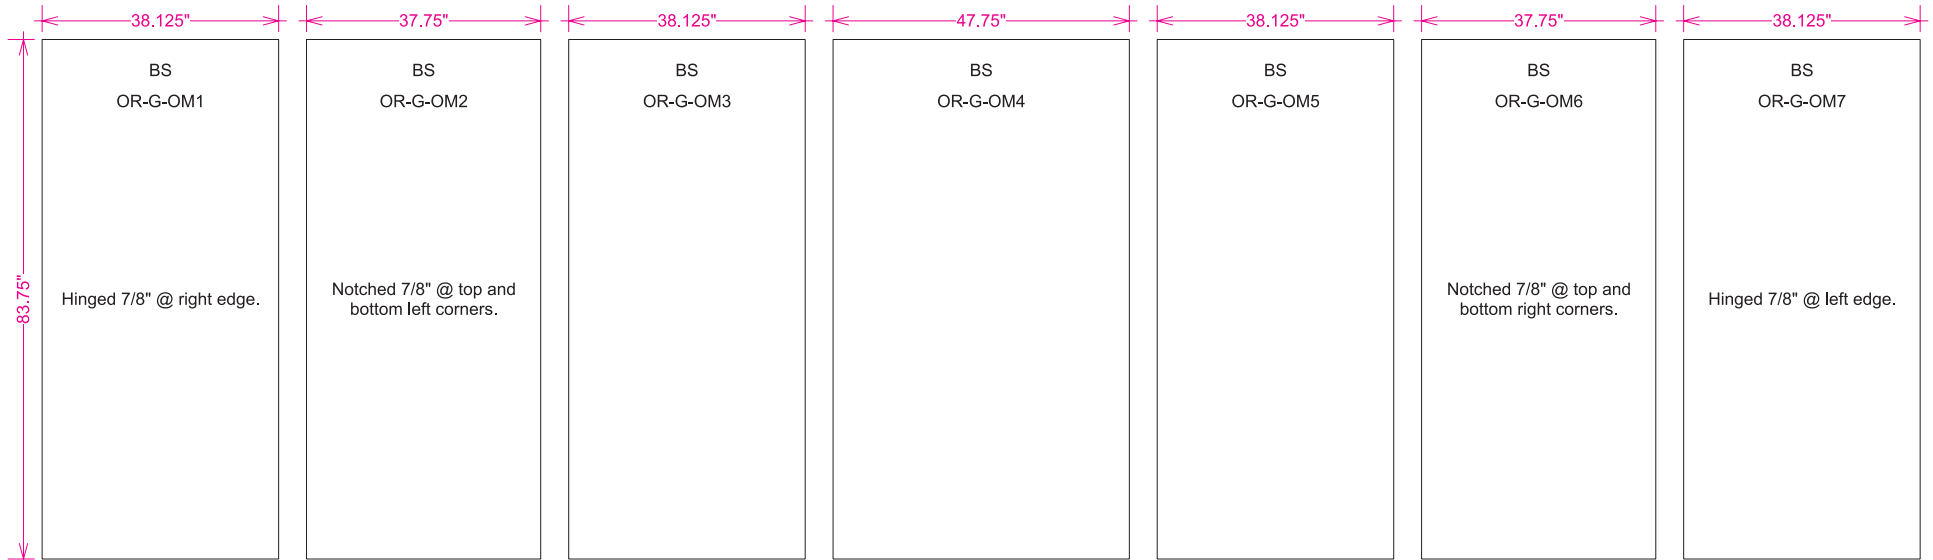 38.125" 37.75" 38.125" 47.75" 38.125" 37.75" 38.125"
BS BS BS BS BS BS BS
OR-G-OM1 OR-G-OM2 OR-G-OM3 OR-G-OM4 OR-G-OM5 OR-G-OM6 OR-G-OM7
83.75"
Hinged 7/8" @ right edge.
Notched 7/8" @ top and
bottom left corners.
Notched 7/8" @ top and
bottom right corners.
Hinged 7/8" @ left edge.